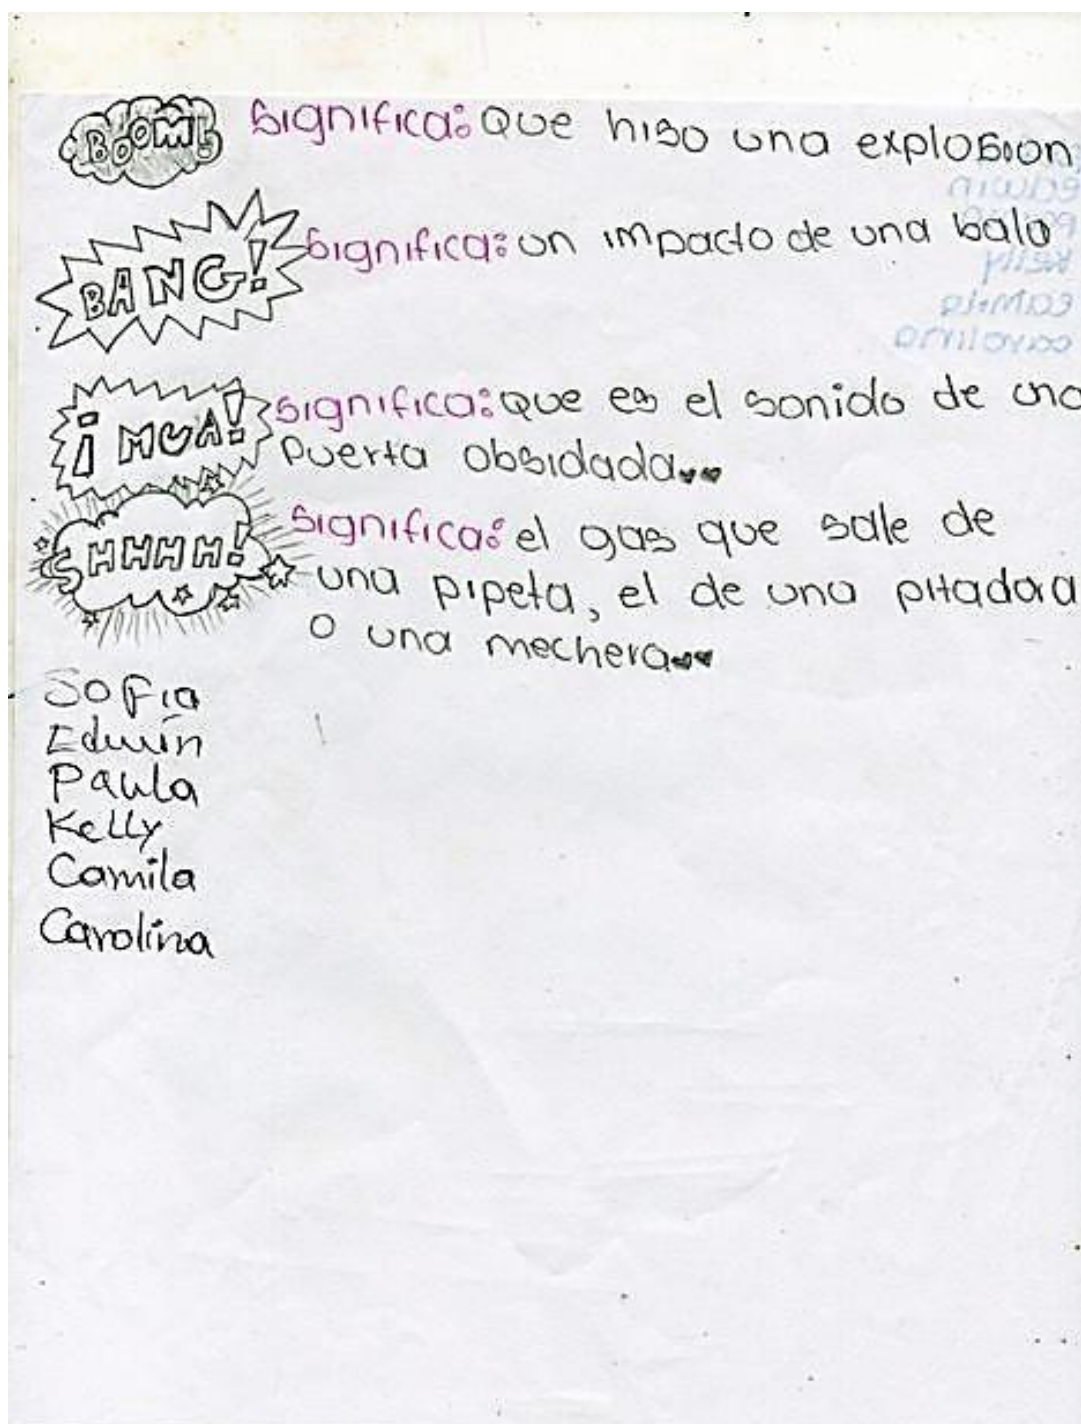 BOOM! significa: Que hiso una explosion
BANG! significa: un impacto de una bala
¡MUA! significa: que es el sonido de una
puerta obsidada
SHHHH! significa: el gas que sale de
una pipeta, el de una pitadora
o una mechera
Sofia
Edwin
Paula
Kelly
Camila
Carolina